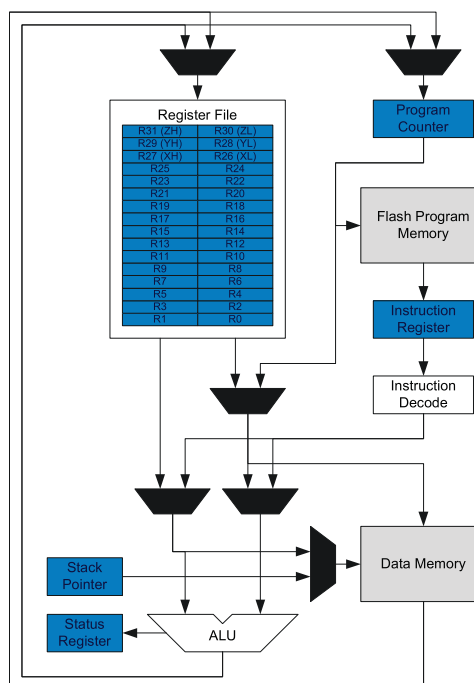 Register File
R31 (ZH) R30 (ZL)
R29 (YH) R28 (YL)
R27 (XH) R26 (XL)
R25 R24
R23 R22
R21 R20
R19 R18
R17 R16
R15 R14
R13 R12
R11 R10
R9 R8
R7 R6
R5 R4
R3 R2
R1 R0
Program
Counter
Flash Program
Memory
Instruction
Register
Instruction
Decode
Stack
Pointer
Data Memory
Status
Register
ALU